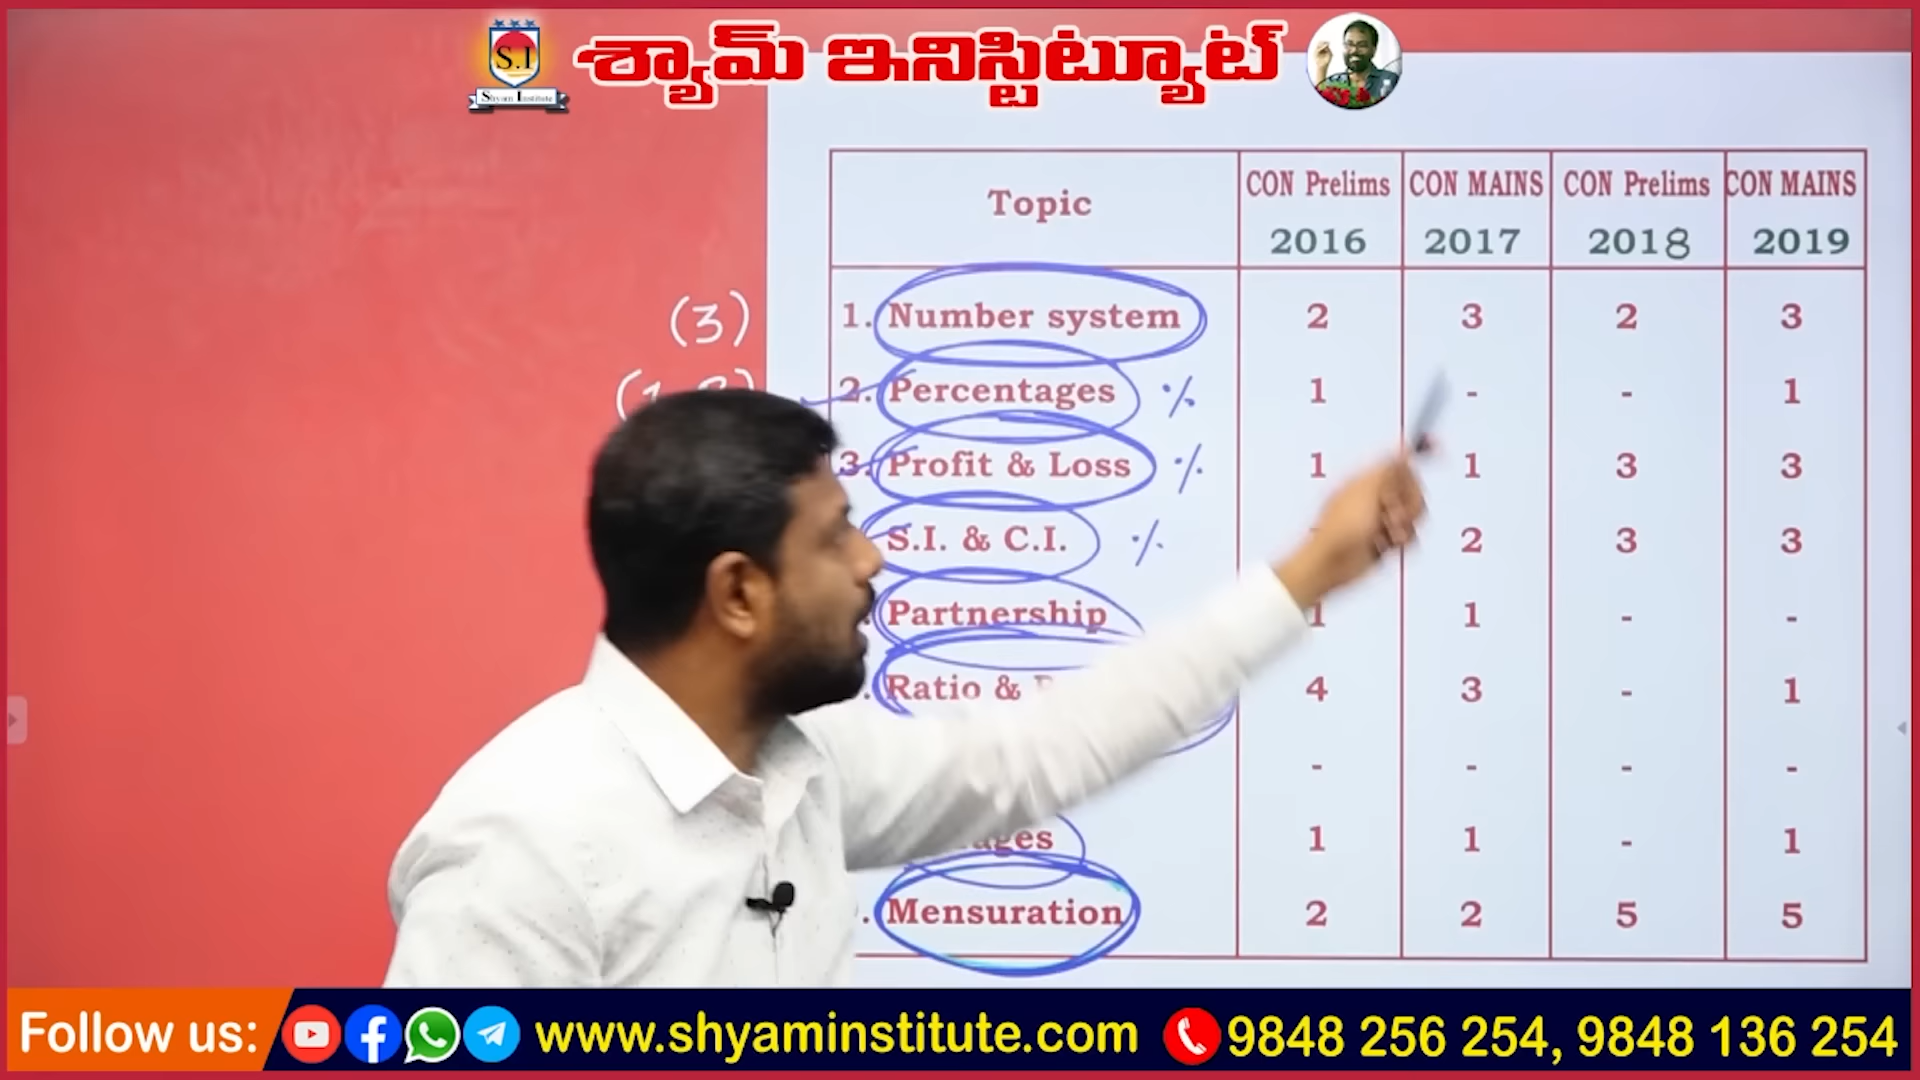 S.I
Shyam Institute
శ్యామ్ ఇనిస్టిట్యూట్
Topic CON Prelims 2016 CON MAINS 2017 CON Prelims 2018 CON MAINS 2019
(3) 1. Number system 2 3 2 3
2. Percentages % 1 - - 1
3. Profit & Loss % 1 1 3 3
S.I. & C.I. % 2 3 3
Partnership 1 1 - -
Ratio & 4 3 - 1
- - - -
1 1 - 1
Mensuration 2 2 5 5
Follow us: www.shyaminstitute.com 9848 256 254, 9848 136 254